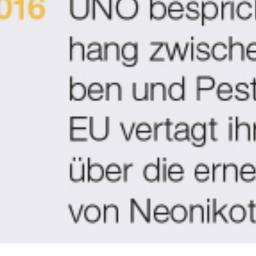 016 UNO besprich
hang zwische
ben und Pest
EU vertagt ihr
über die erne
von Neonikot